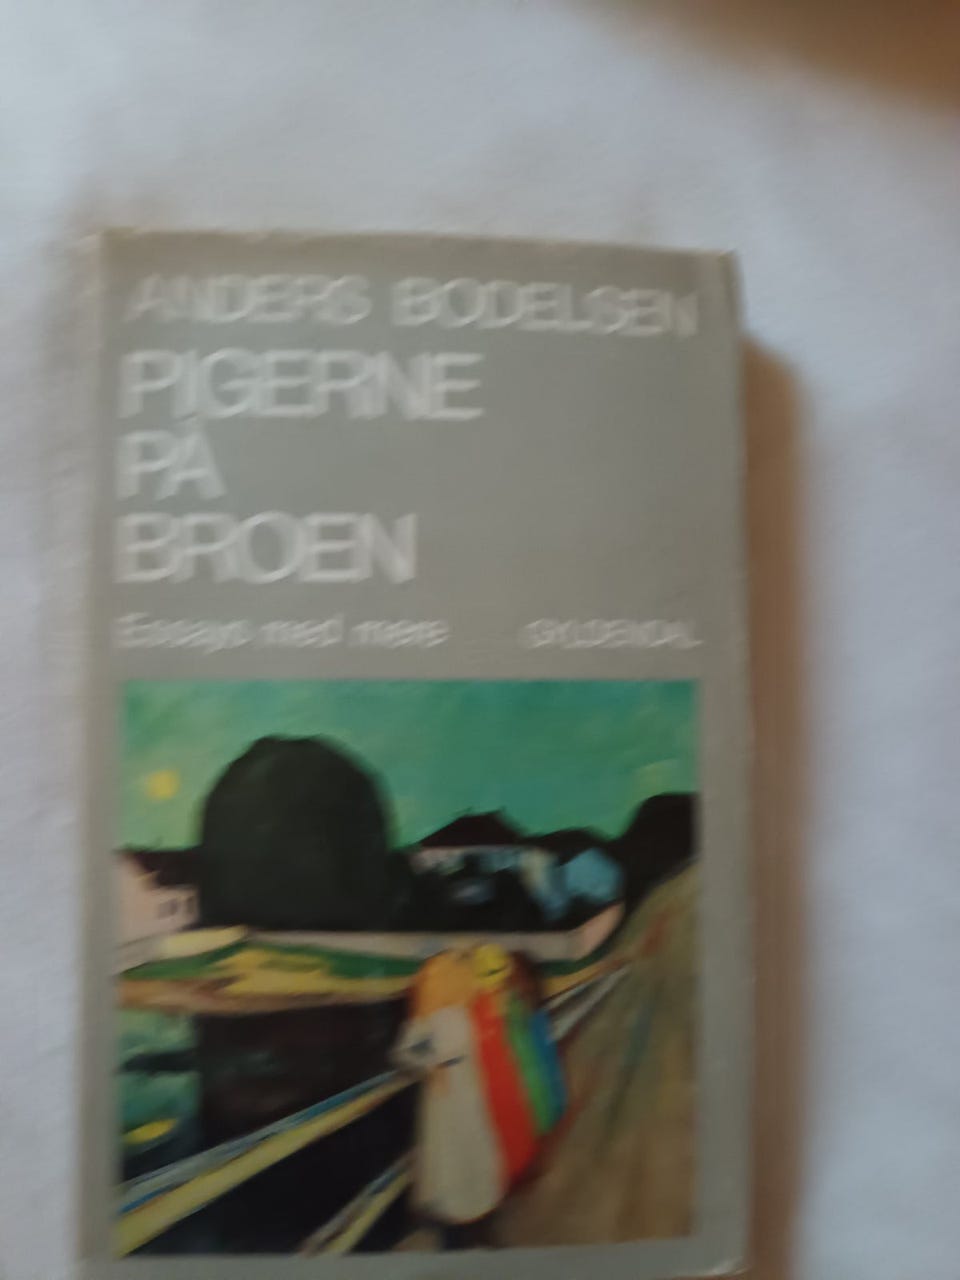 ANDERS BODELSEN
PIGERNE
PÅ
BROEN
Essays med mere GYLDENDAL